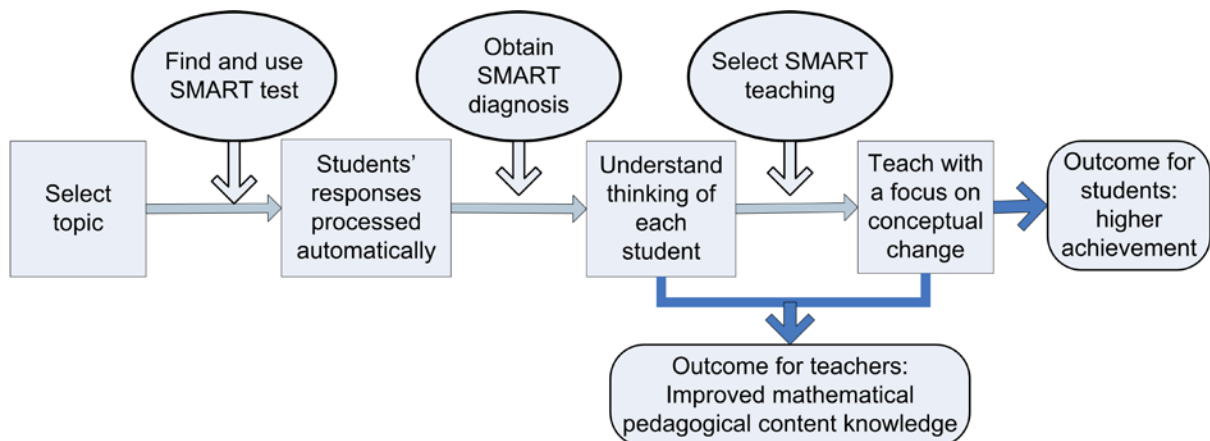 Find and use
SMART test
Obtain
SMART
diagnosis
Select SMART
teaching
Select
topic
Students’
responses
processed
automatically
Understand
thinking of
each
student
Teach with
a focus on
conceptual
change
Outcome for
students:
higher
achievement
Outcome for teachers:
Improved mathematical
pedagogical content knowledge